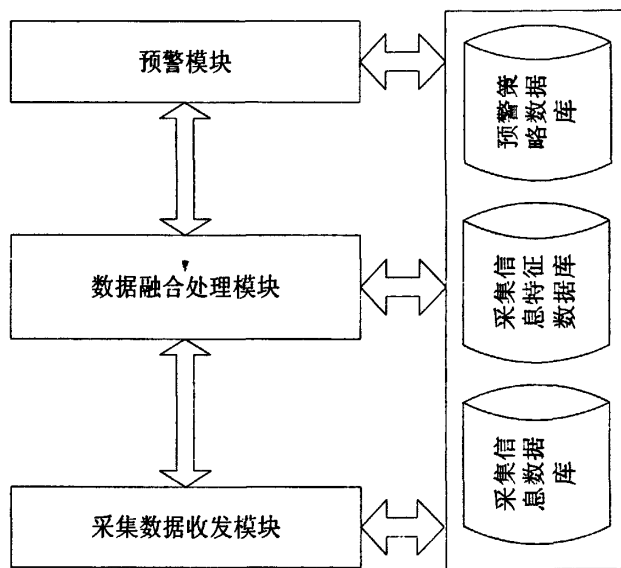 预警模块
预警策
略数据
库
数据融合处理模块
采集信
息特征
数据库
采集数据收发模块
采集信
息数据
库